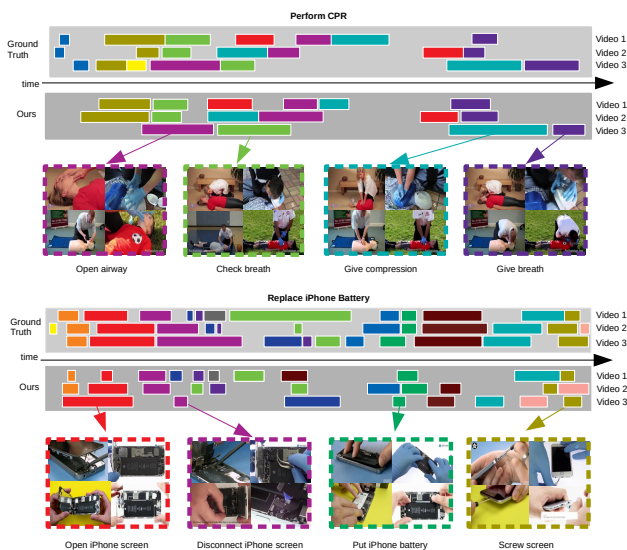 Perform CPR
Ground
Truth
Video 1
Video 2
Video 3
time
Ours
Video 1
Video 2
Video 3
Open airway
Check breath
Give compression
Give breath
Replace iPhone Battery
Ground
Truth
Video 1
Video 2
Video 3
time
Ours
Video 1
Video 2
Video 3
Open iPhone screen
Disconnect iPhone screen
Put iPhone battery
Screw screen